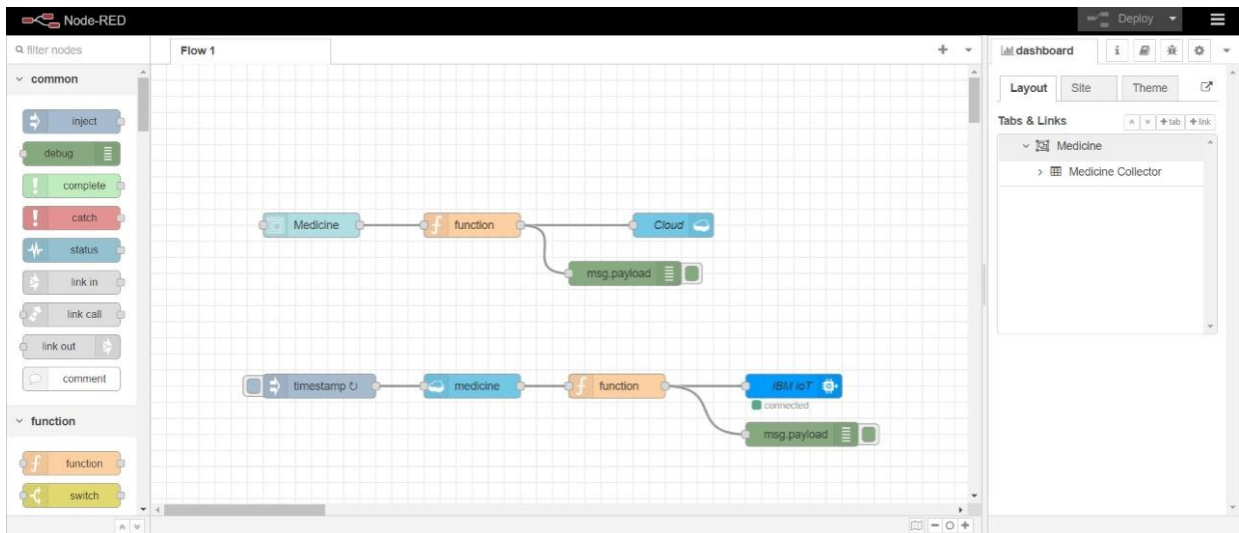 Node-RED
Deploy
filter nodes
common
inject
debug
complete
catch
status
link in
link call
link out
comment
function
function
switch
Flow 1
Medicine
function
Cloud
msg.payload
timestamp ↻
medicine
function
IBM IoT
connected
msg.payload
dashboard
i
Layout
Site
Theme
Tabs & Links
+tab
+link
Medicine
Medicine Collector